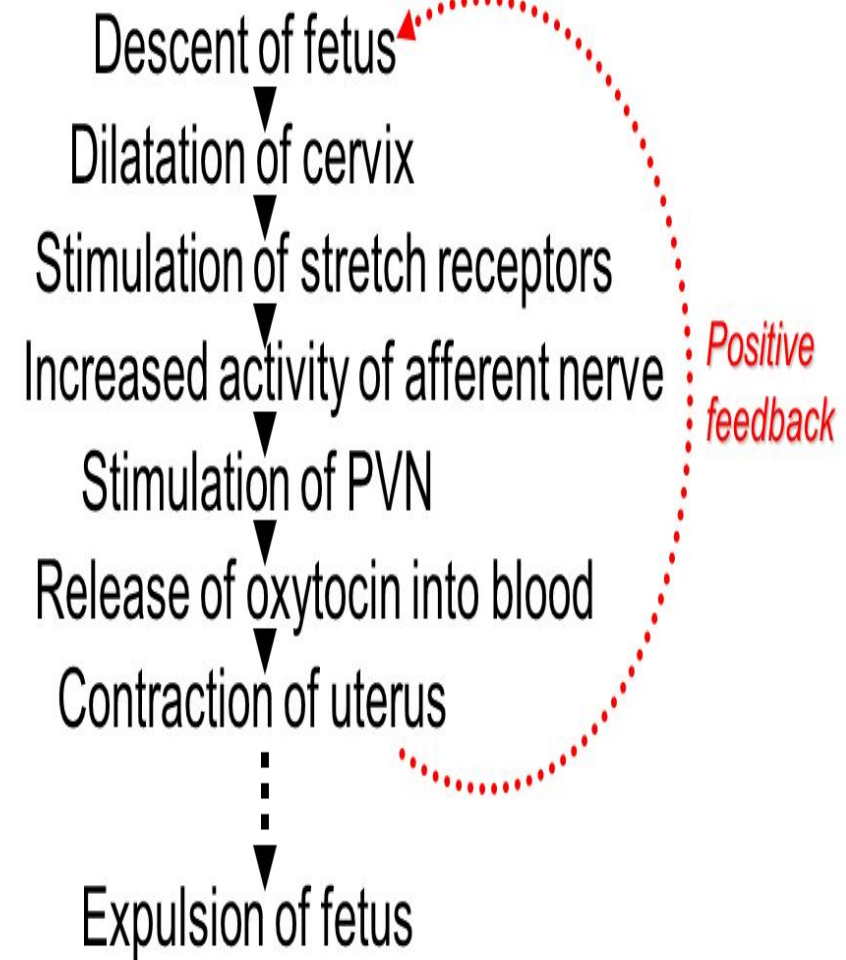 Descent of fetus
Dilatation of cervix
Stimulation of stretch receptors
Increased activity of afferent nerve
Stimulation of PVN
Release of oxytocin into blood
Contraction of uterus
Expulsion of fetus
Positive
feedback